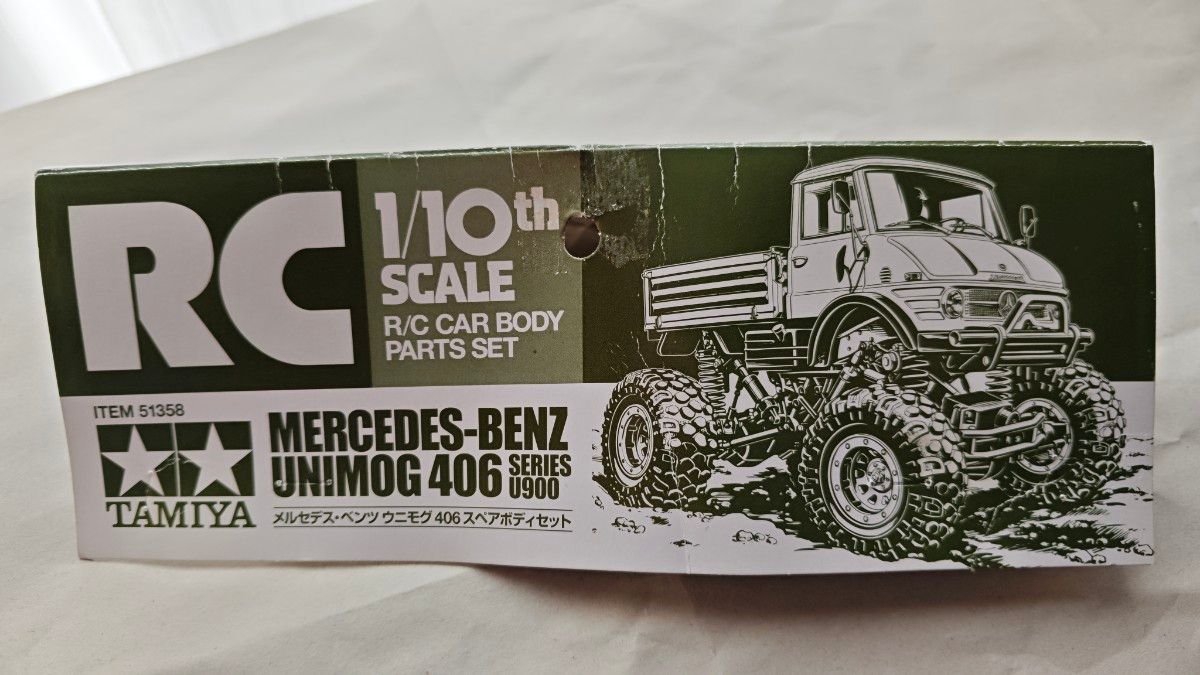 RC
1/10th
SCALE
R/C CAR BODY
PARTS SET
ITEM 51358
TAMIYA
MERCEDES-BENZ
UNIMOG 406 SERIES U900
メルセデス・ベンツ ウニモグ 406 スペアボディセット